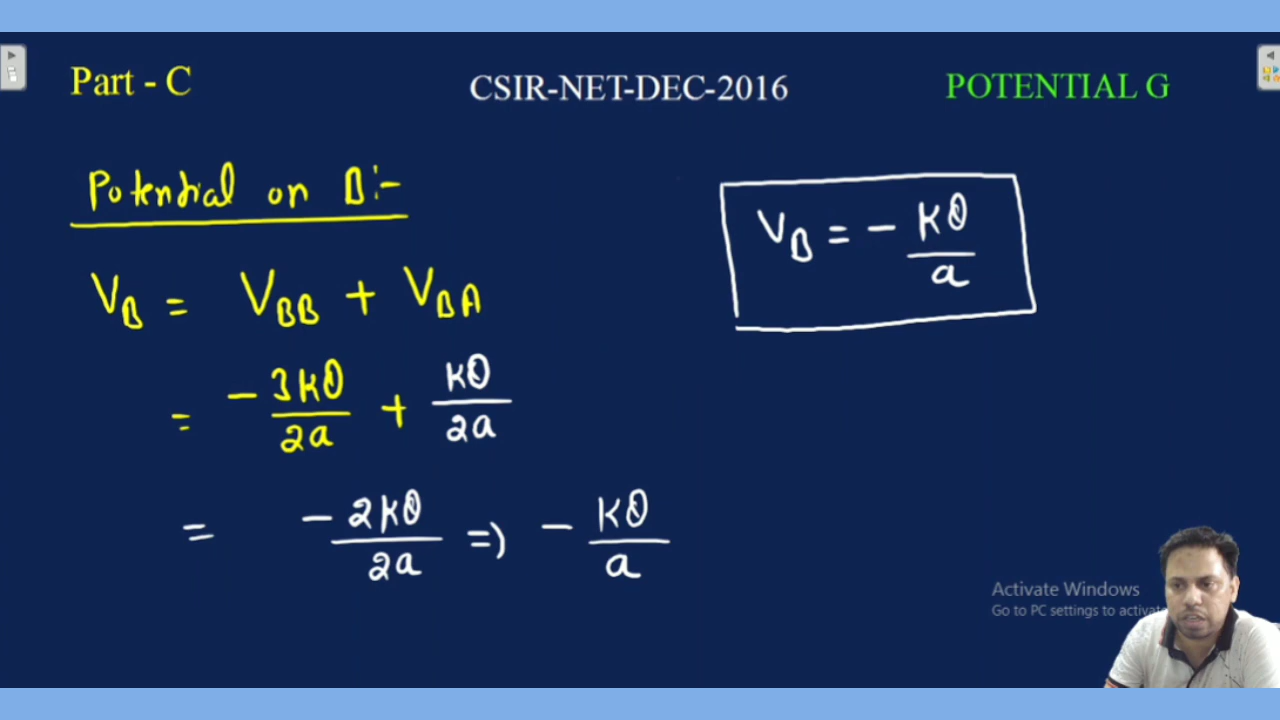 Part - C
CSIR-NET-DEC-2016
POTENTIAL G
Potential on B:-
V_B = - KQ/a
V_B = V_BB + V_BA
= - 3KQ/2a + KQ/2a
= - 2KQ/2a => - KQ/a
Activate Windows
Go to PC settings to activate